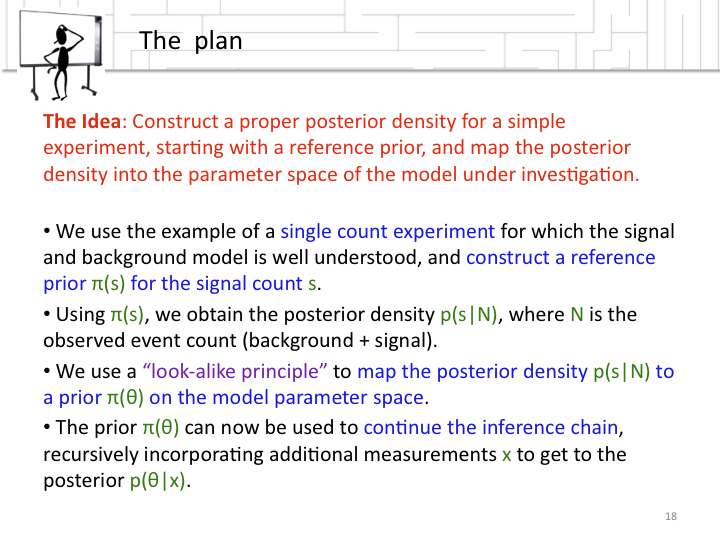 The plan
The Idea: Construct a proper posterior density for a simple
experiment, starting with a reference prior, and map the posterior
density into the parameter space of the model under investigation.
• We use the example of a single count experiment for which the signal
and background model is well understood, and construct a reference
prior π(s) for the signal count s.
• Using π(s), we obtain the posterior density p(s|N), where N is the
observed event count (background + signal).
• We use a “look-alike principle” to map the posterior density p(s|N) to
a prior π(θ) on the model parameter space.
• The prior π(θ) can now be used to continue the inference chain,
recursively incorporating additional measurements x to get to the
posterior p(θ|x).
18